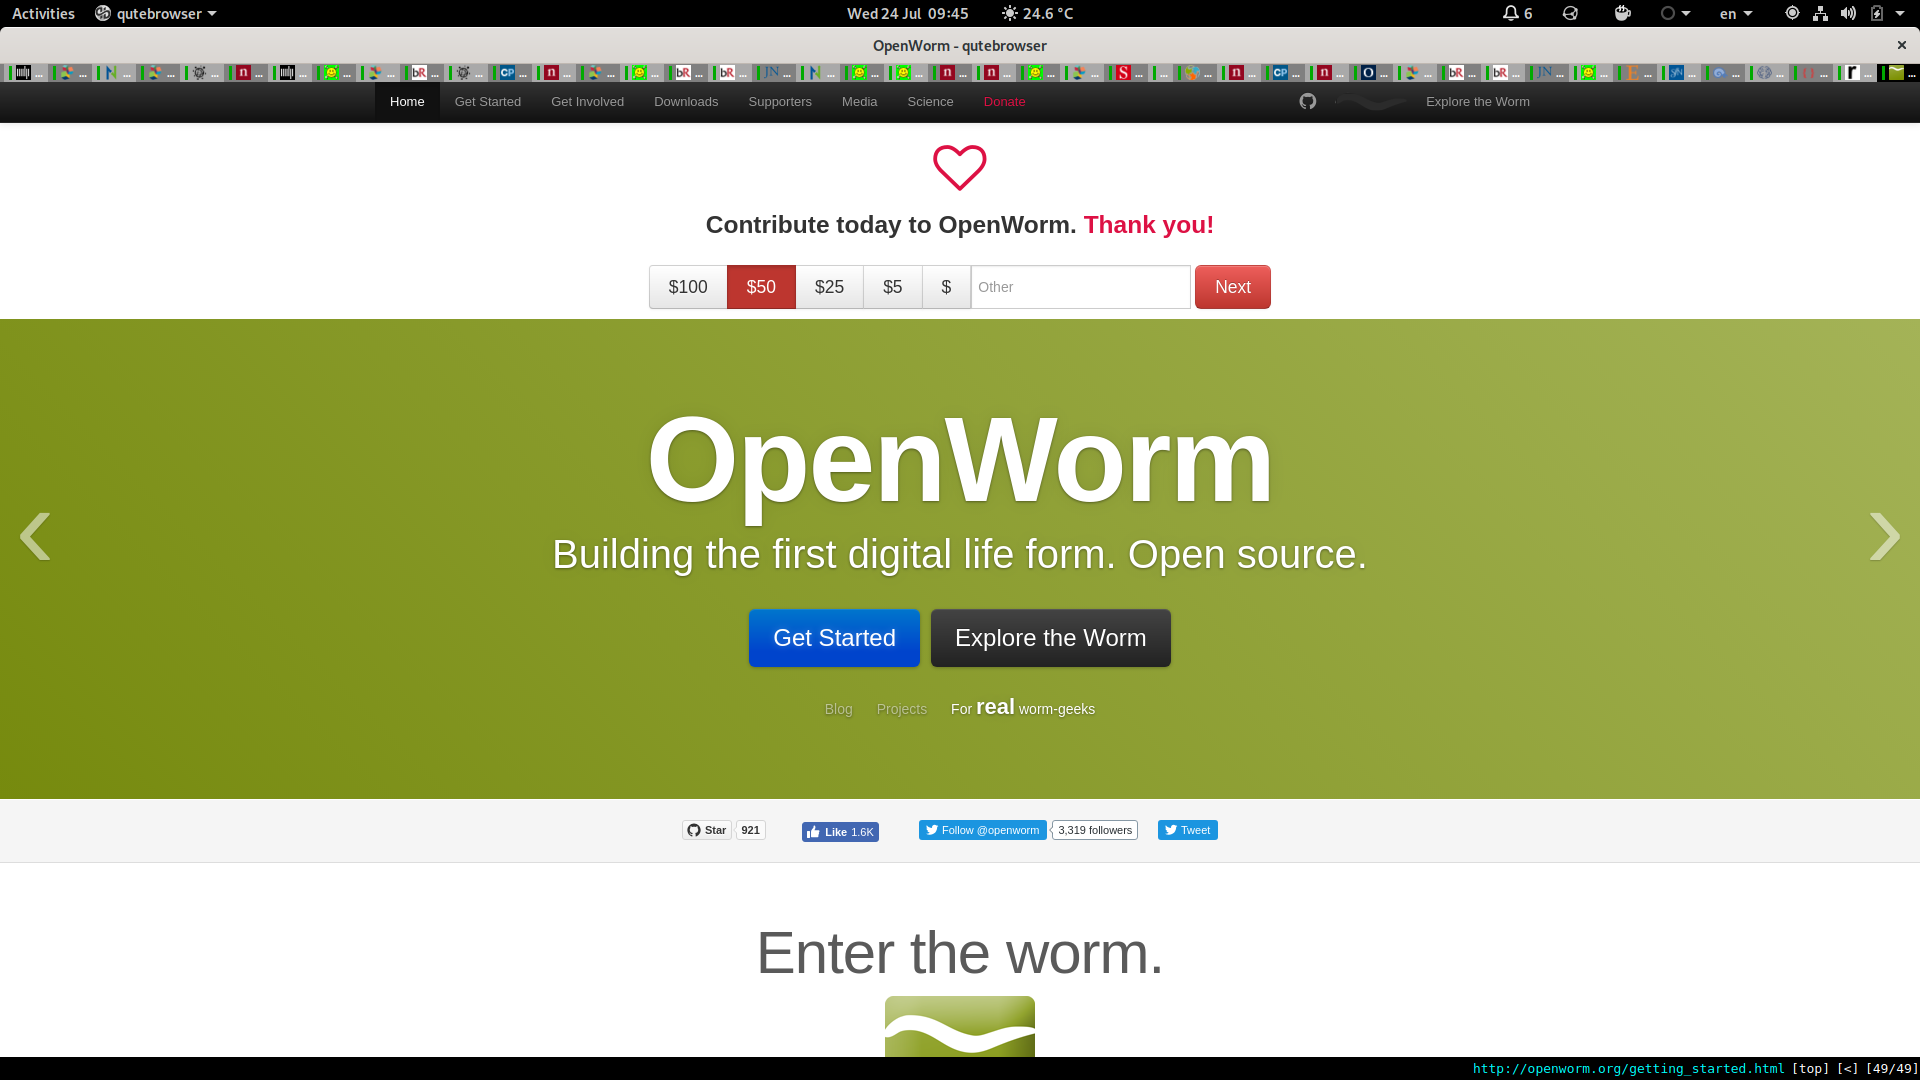 Activities qutebrowser Wed 24 Jul 09:45 24.6 °C 6 en
OpenWorm - qutebrowser
Home Get Started Get Involved Downloads Supporters Media Science Donate Explore the Worm
Contribute today to OpenWorm. Thank you!
$100 $50 $25 $5 $ Other Next
OpenWorm
Building the first digital life form. Open source.
Get Started Explore the Worm
Blog Projects For real worm-geeks
Star 921 Like 1.6K Follow @openworm 3,319 followers Tweet
Enter the worm.
http://openworm.org/getting_started.html [top] [<] [49/49]